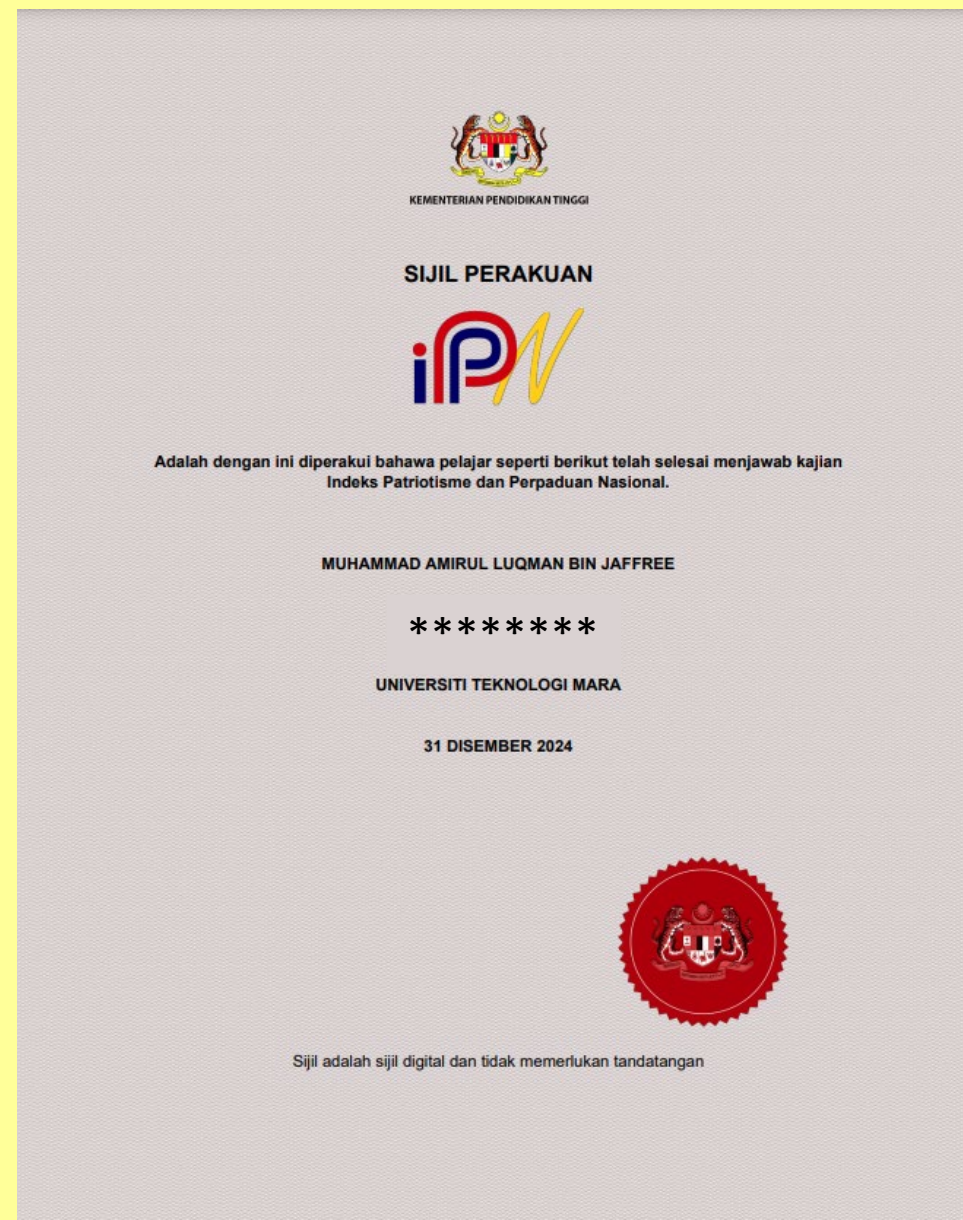 KEMENTERIAN PENDIDIKAN TINGGI
SIJIL PERAKUAN
iPN
Adalah dengan ini diperakui bahawa pelajar seperti berikut telah selesai menjawab kajian
Indeks Patriotisme dan Perpaduan Nasional.
MUHAMMAD AMIRUL LUQMAN BIN JAFFREE
********
UNIVERSITI TEKNOLOGI MARA
31 DISEMBER 2024
Sijil adalah sijil digital dan tidak memerlukan tandatangan